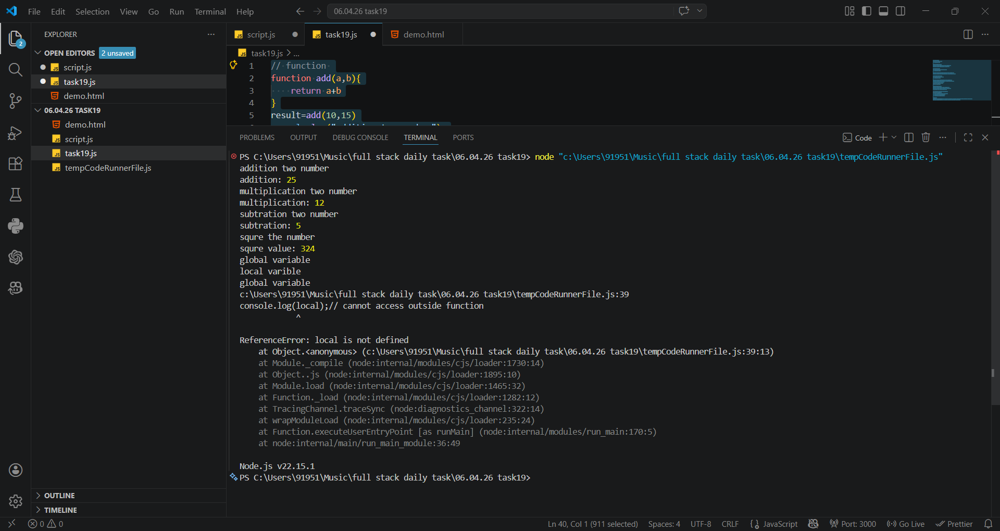 File Edit Selection View Go Run Terminal Help
06.04.26 task19
EXPLORER
OPEN EDITORS 2 unsaved
script.js
task19.js
demo.html
06.04.26 TASK19
demo.html
script.js
task19.js
tempCodeRunnerFile.js
OUTLINE
TIMELINE
2
script.js task19.js demo.html
task19.js > ...
1 // function
2 function add(a,b){
3 return a+b
4 }
5 result=add(10,15)
PROBLEMS OUTPUT DEBUG CONSOLE TERMINAL PORTS
Code
PS C:\Users\91951\Music\full stack daily task\06.04.26 task19> node "c:\Users\91951\Music\full stack daily task\06.04.26 task19\tempCodeRunnerFile.js"
addition two number
addition: 25
multiplication two number
multiplication: 12
subtration two number
subtration: 5
squre the number
squre value: 324
global variable
local varible
global variable
c:\Users\91951\Music\full stack daily task\06.04.26 task19\tempCodeRunnerFile.js:39
console.log(local);// cannot access outside function
^
ReferenceError: local is not defined
at Object.<anonymous> (c:\Users\91951\Music\full stack daily task\06.04.26 task19\tempCodeRunnerFile.js:39:13)
at Module._compile (node:internal/modules/cjs/loader:1730:14)
at Object..js (node:internal/modules/cjs/loader:1895:10)
at Module.load (node:internal/modules/cjs/loader:1465:32)
at Function._load (node:internal/modules/cjs/loader:1282:12)
at TracingChannel.traceSync (node:diagnostics_channel:322:14)
at wrapModuleLoad (node:internal/modules/cjs/loader:235:24)
at Function.executeUserEntryPoint [as runMain] (node:internal/modules/run_main:170:5)
at node:internal/main/run_main_module:36:49
Node.js v22.15.1
PS C:\Users\91951\Music\full stack daily task\06.04.26 task19>
0 0
Ln 40, Col 1 (911 selected) Spaces: 4 UTF-8 CRLF {} JavaScript Port: 3000 Go Live Prettier